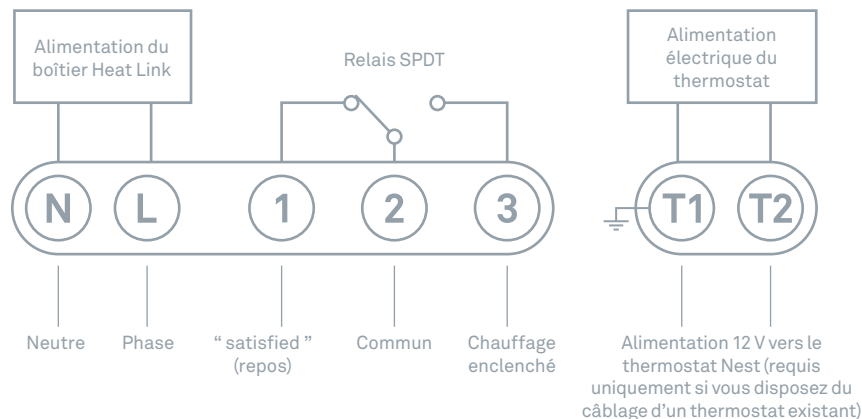 Alimentation du
boîtier Heat Link
Relais SPDT
Alimentation
électrique du
thermostat
N L 1 2 3 T1 T2
Neutre
Phase
“ satisfied ”
(repos)
Commun
Chauffage
enclenché
Alimentation 12 V vers le
thermostat Nest (requis
uniquement si vous disposez du
câblage d’un thermostat existant)